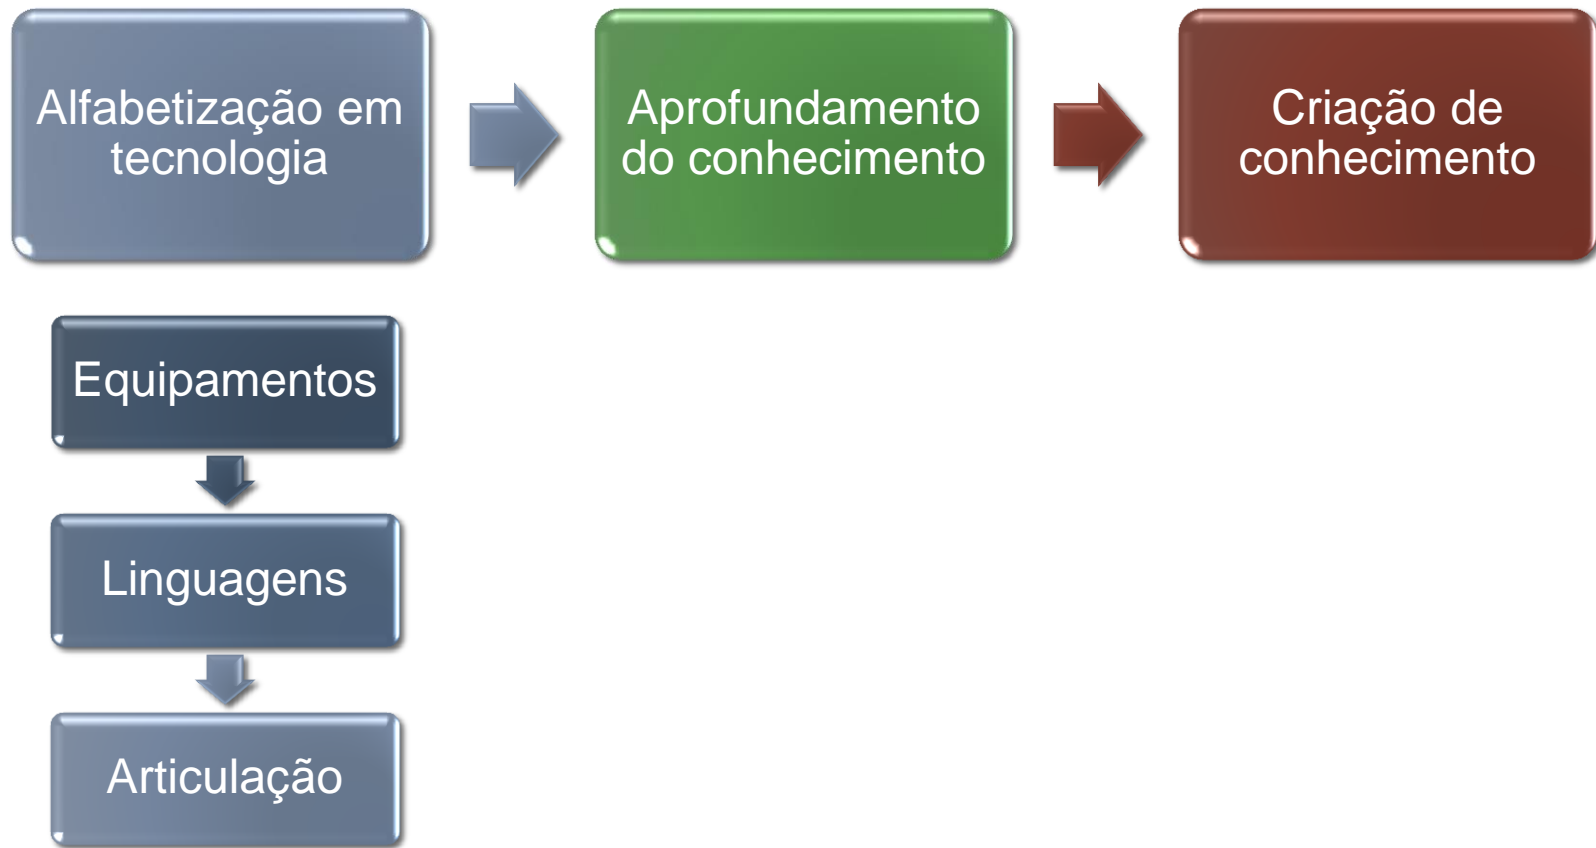 Alfabetização em
tecnologia
Aprofundamento
do conhecimento
Criação de
conhecimento
Equipamentos
Linguagens
Articulação